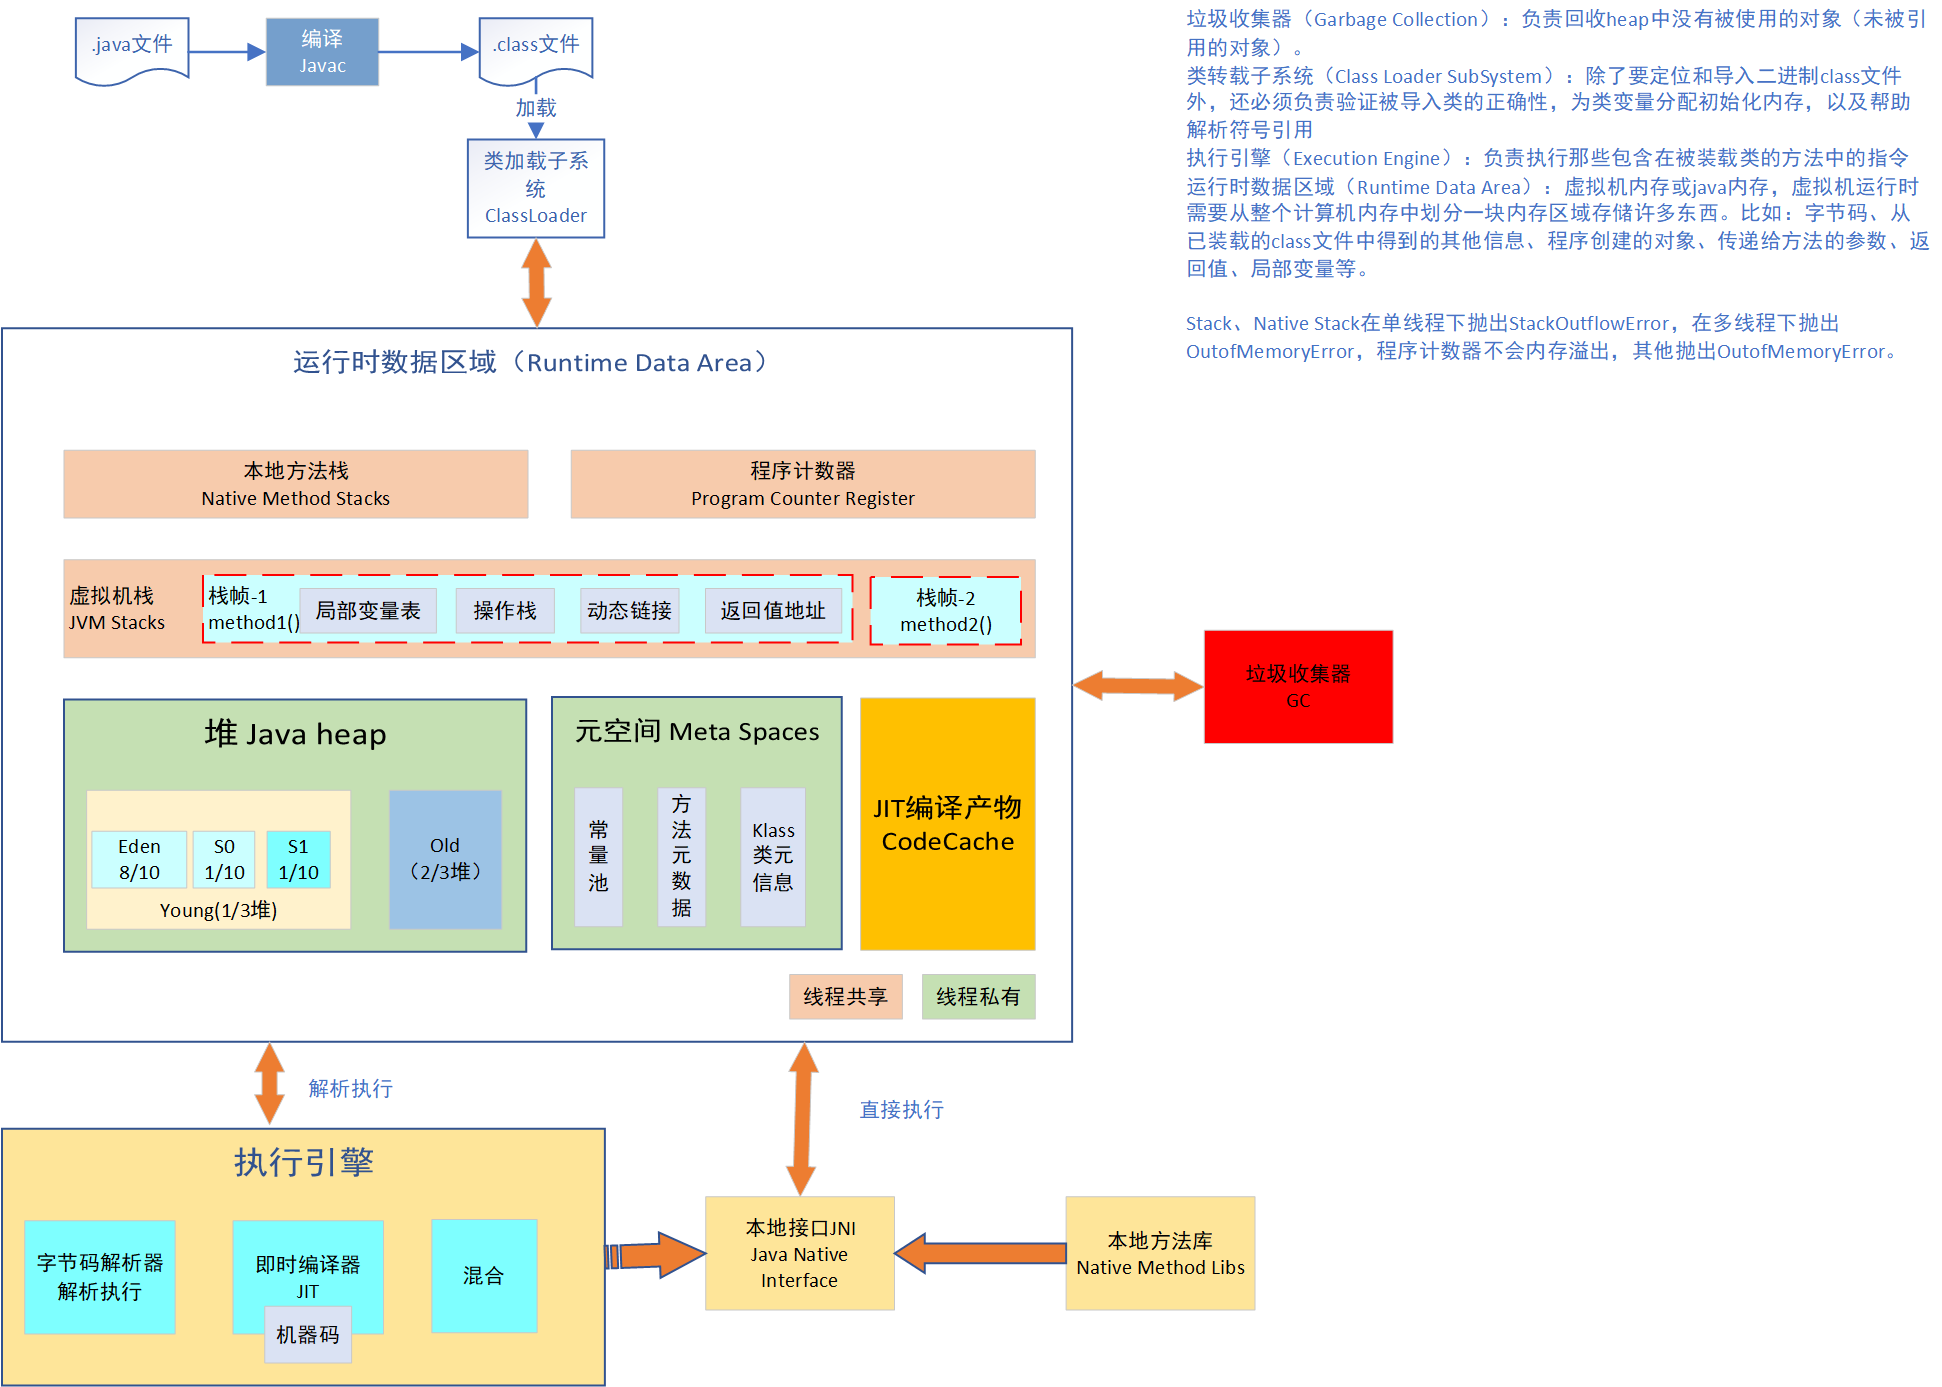 .java文件
编译
Javac
.class文件
加载
类加载子系
统
ClassLoader
垃圾收集器（Garbage Collection）：负责回收heap中没有被使用的对象（未被引
用的对象）。
类转载子系统（Class Loader SubSystem）：除了要定位和导入二进制class文件
外，还必须负责验证被导入类的正确性，为类变量分配初始化内存，以及帮助
解析符号引用
执行引擎（Execution Engine）：负责执行那些包含在被装载类的方法中的指令
运行时数据区域（Runtime Data Area）：虚拟机内存或java内存，虚拟机运行时
需要从整个计算机内存中划分一块内存区域存储许多东西。比如：字节码、从
已装载的class文件中得到的其他信息、程序创建的对象、传递给方法的参数、返
回值、局部变量等。
Stack、Native Stack在单线程下抛出StackOutflowError，在多线程下抛出
OutofMemoryError，程序计数器不会内存溢出，其他抛出OutofMemoryError。
运行时数据区域（Runtime Data Area）
本地方法栈
Native Method Stacks
程序计数器
Program Counter Register
虚拟机栈
JVM Stacks
栈帧-1
method1()
局部变量表
操作栈
动态链接
返回值地址
栈帧-2
method2()
堆 Java heap
Eden
8/10
S0
1/10
S1
1/10
Young(1/3堆)
Old
（2/3堆）
元空间 Meta Spaces
常
量
池
方
法
元
数
据
Klass
类元
信息
JIT编译产物
CodeCache
线程共享
线程私有
垃圾收集器
GC
解析执行
直接执行
执行引擎
字节码解析器
解析执行
即时编译器
JIT
机器码
混合
本地接口JNI
Java Native
Interface
本地方法库
Native Method Libs